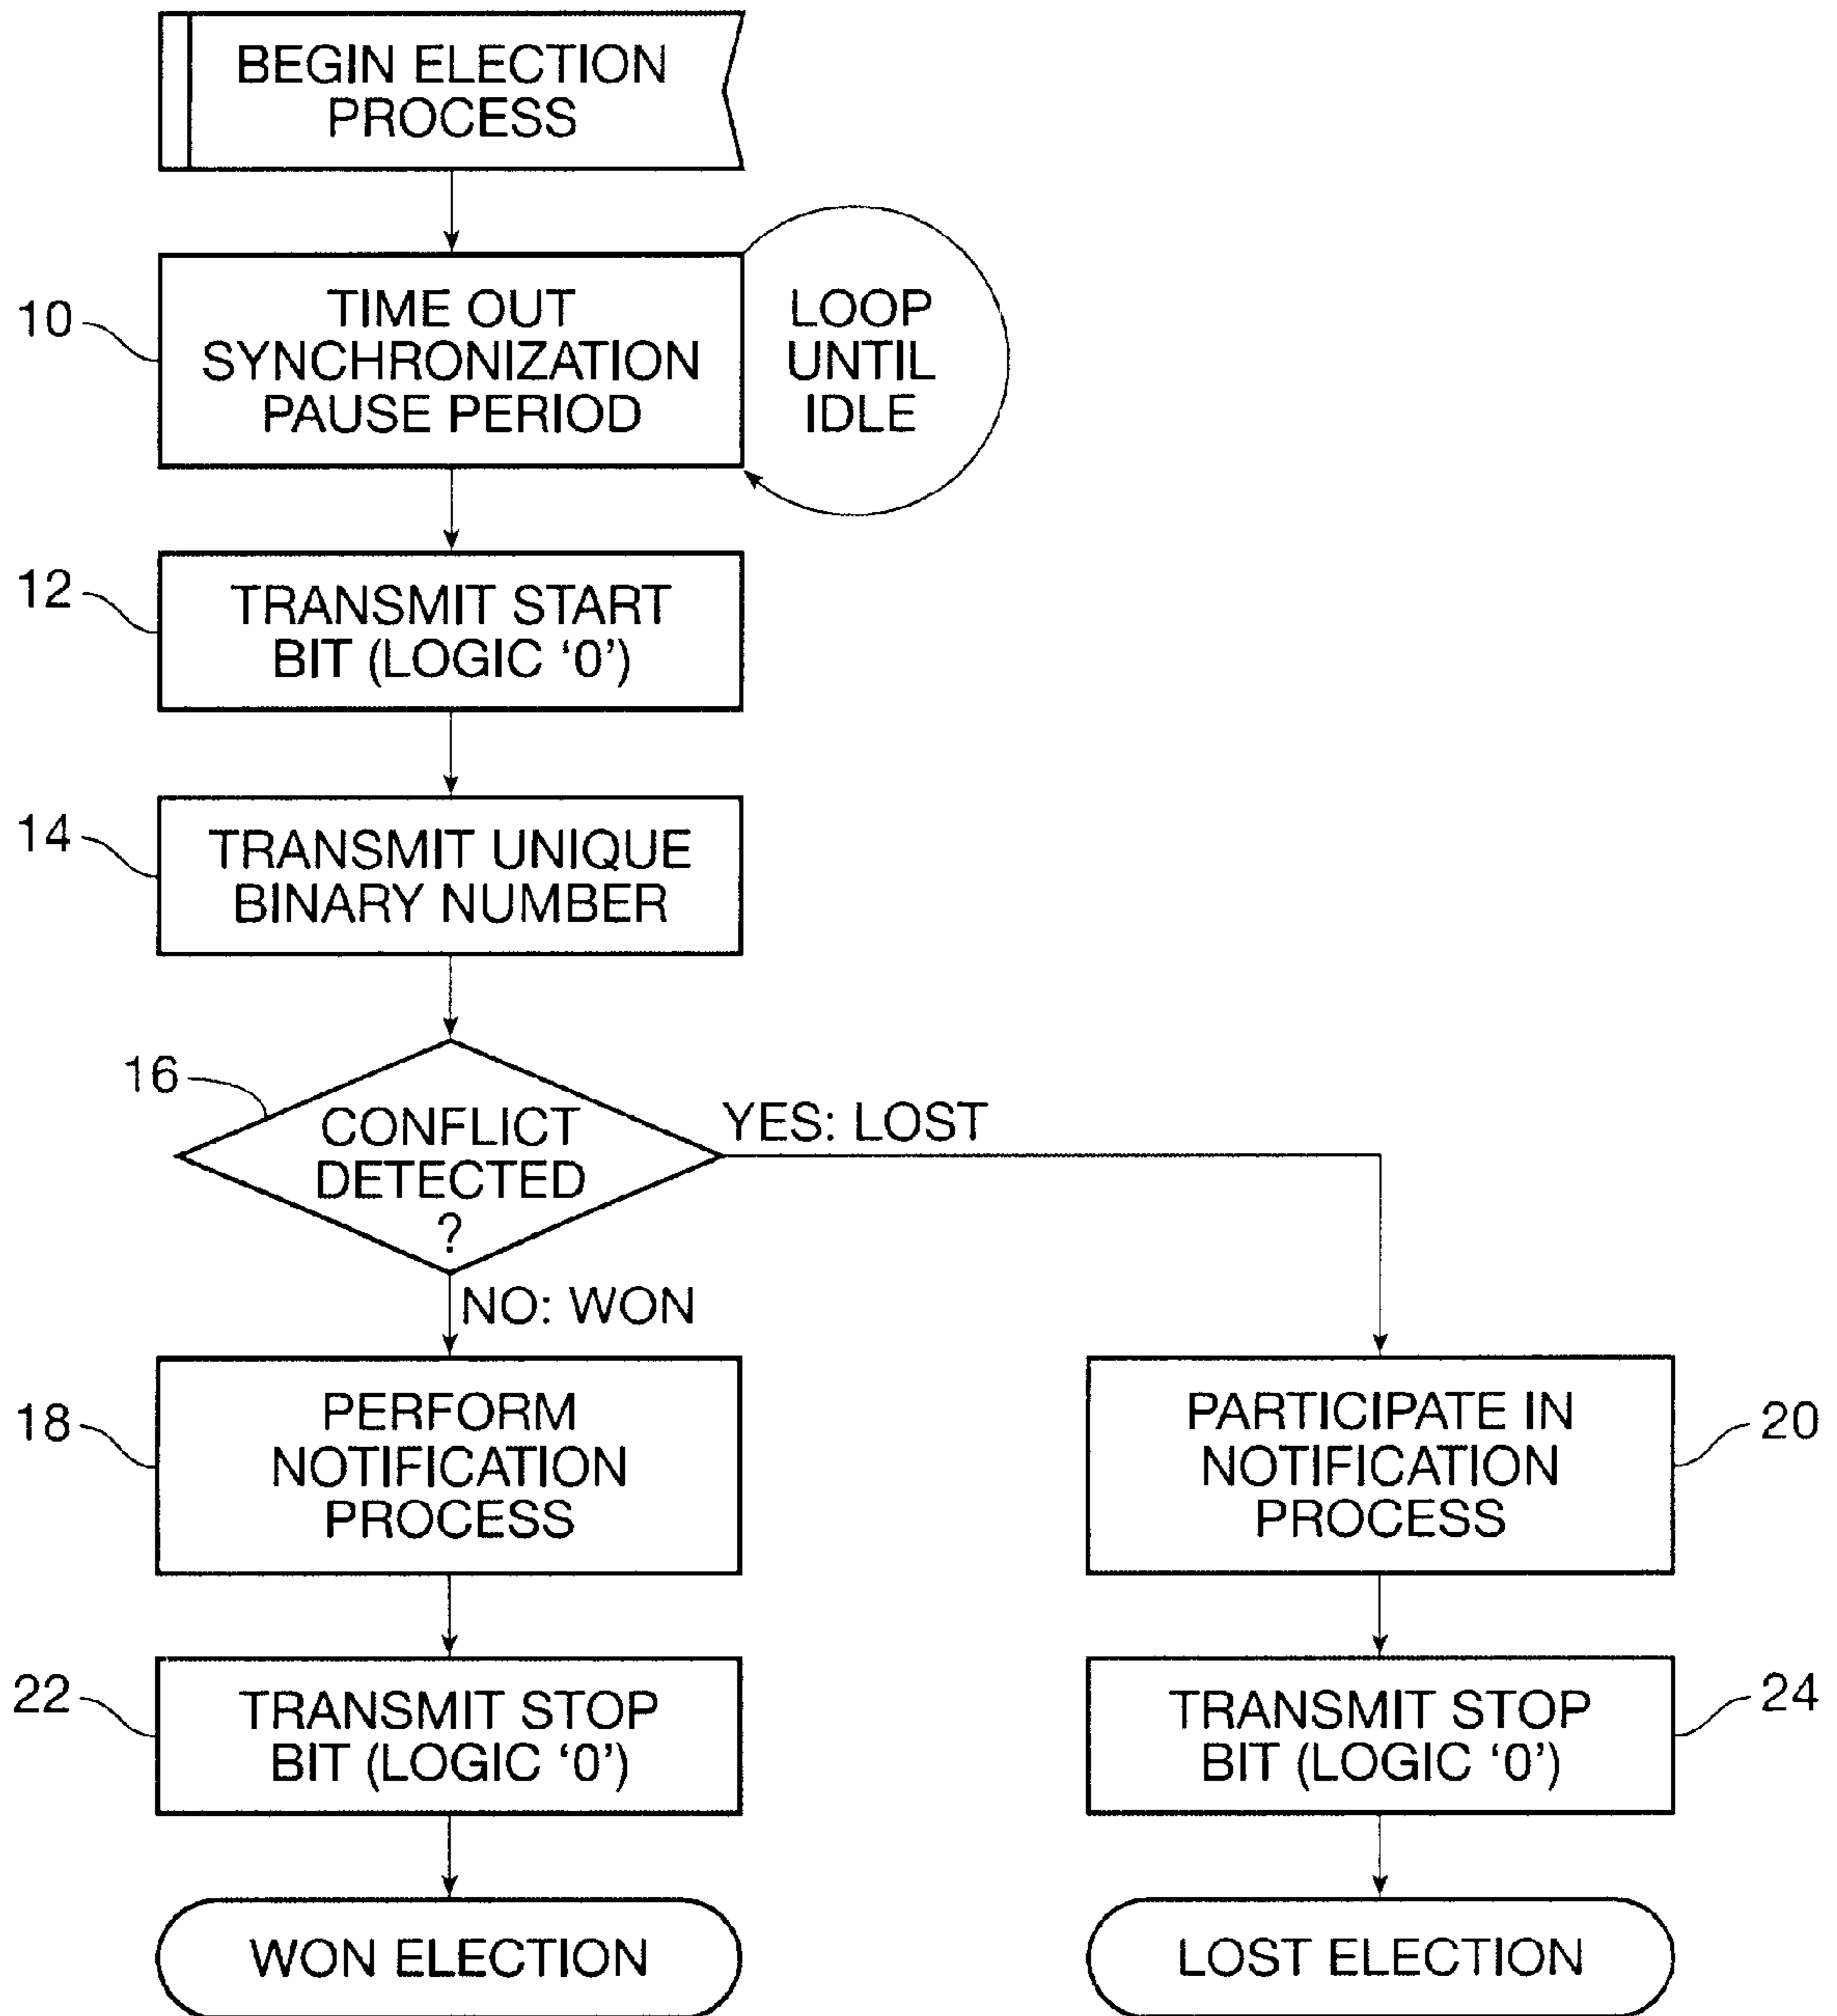 BEGIN ELECTION
PROCESS
10
TIME OUT
SYNCHRONIZATION
PAUSE PERIOD
LOOP
UNTIL
IDLE
12
TRANSMIT START
BIT (LOGIC ‘0’)
14
TRANSMIT UNIQUE
BINARY NUMBER
16
CONFLICT
DETECTED
?
YES: LOST
NO: WON
18
PERFORM
NOTIFICATION
PROCESS
PARTICIPATE IN
NOTIFICATION
PROCESS
20
22
TRANSMIT STOP
BIT (LOGIC ‘0’)
TRANSMIT STOP
BIT (LOGIC ‘0’)
24
WON ELECTION
LOST ELECTION